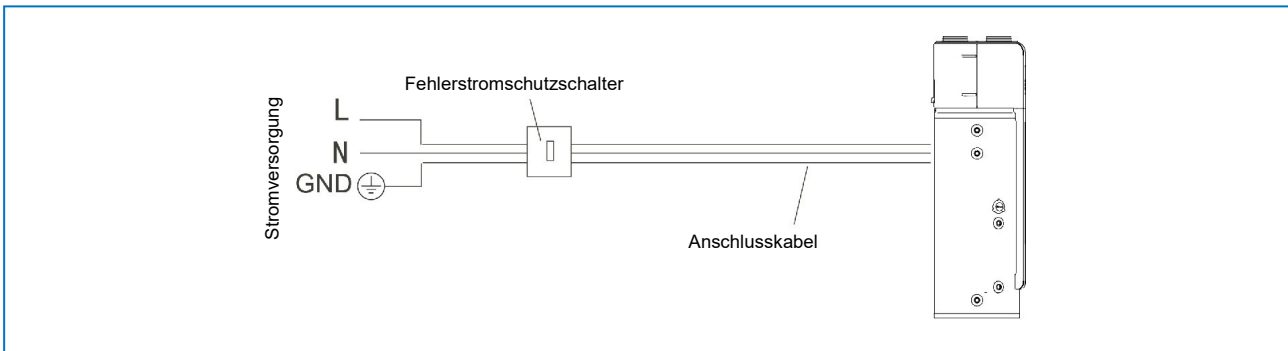 Fehlerstromschutzschalter
Stromversorgung
L
N
GND
Anschlusskabel